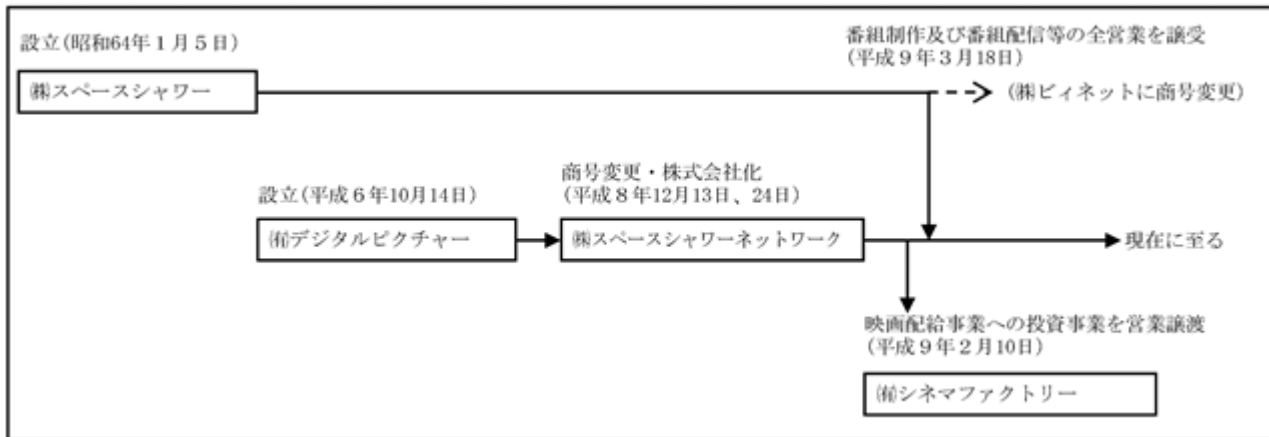 設立(昭和64年1月5日)
番組制作及び番組配信等の全営業を譲受
(平成9年3月18日)
㈱スペースシャワー
(㈱ビィネットに商号変更)
商号変更・株式会社化
(平成8年12月13日、24日)
設立(平成6年10月14日)
㈲デジタルピクチャー
㈱スペースシャワーネットワーク
現在に至る
映画配給事業への投資事業を営業譲渡
(平成9年2月10日)
㈲シネマファクトリー